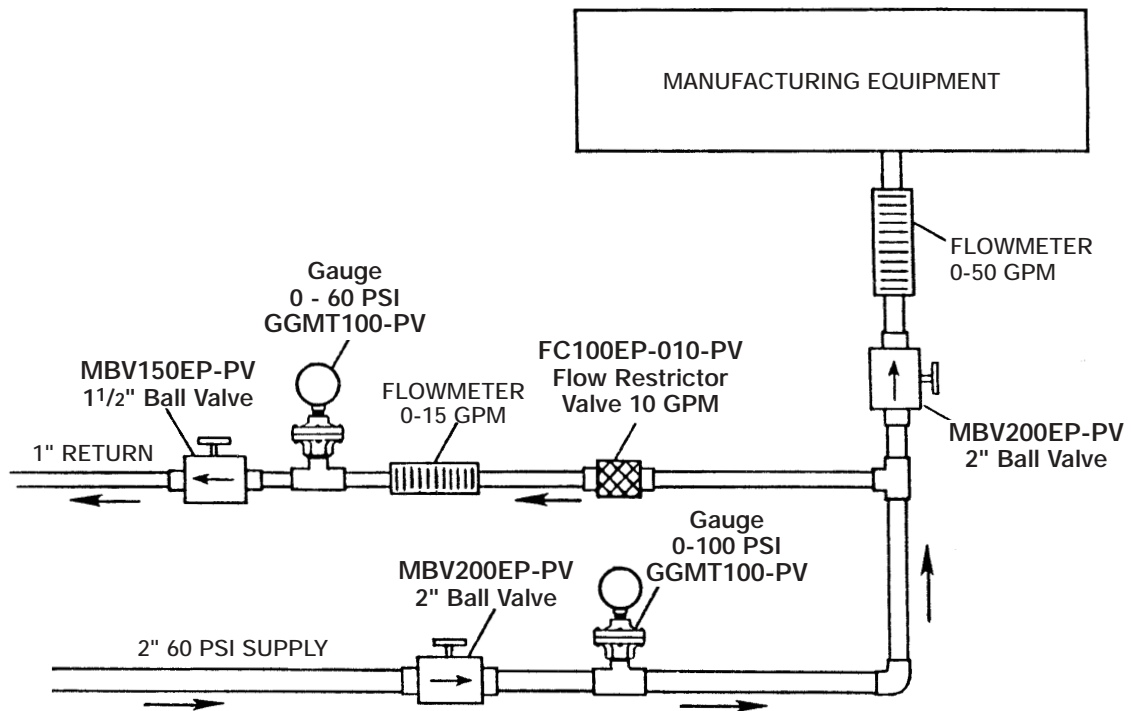 MANUFACTURING EQUIPMENT
FLOWMETER
0-50 GPM
Gauge
0 - 60 PSI
GGMT100-PV
FC100EP-010-PV
Flow Restrictor
Valve 10 GPM
MBV150EP-PV
11/2" Ball Valve
FLOWMETER
0-15 GPM
MBV200EP-PV
2" Ball Valve
1" RETURN
Gauge
0-100 PSI
GGMT100-PV
MBV200EP-PV
2" Ball Valve
2" 60 PSI SUPPLY